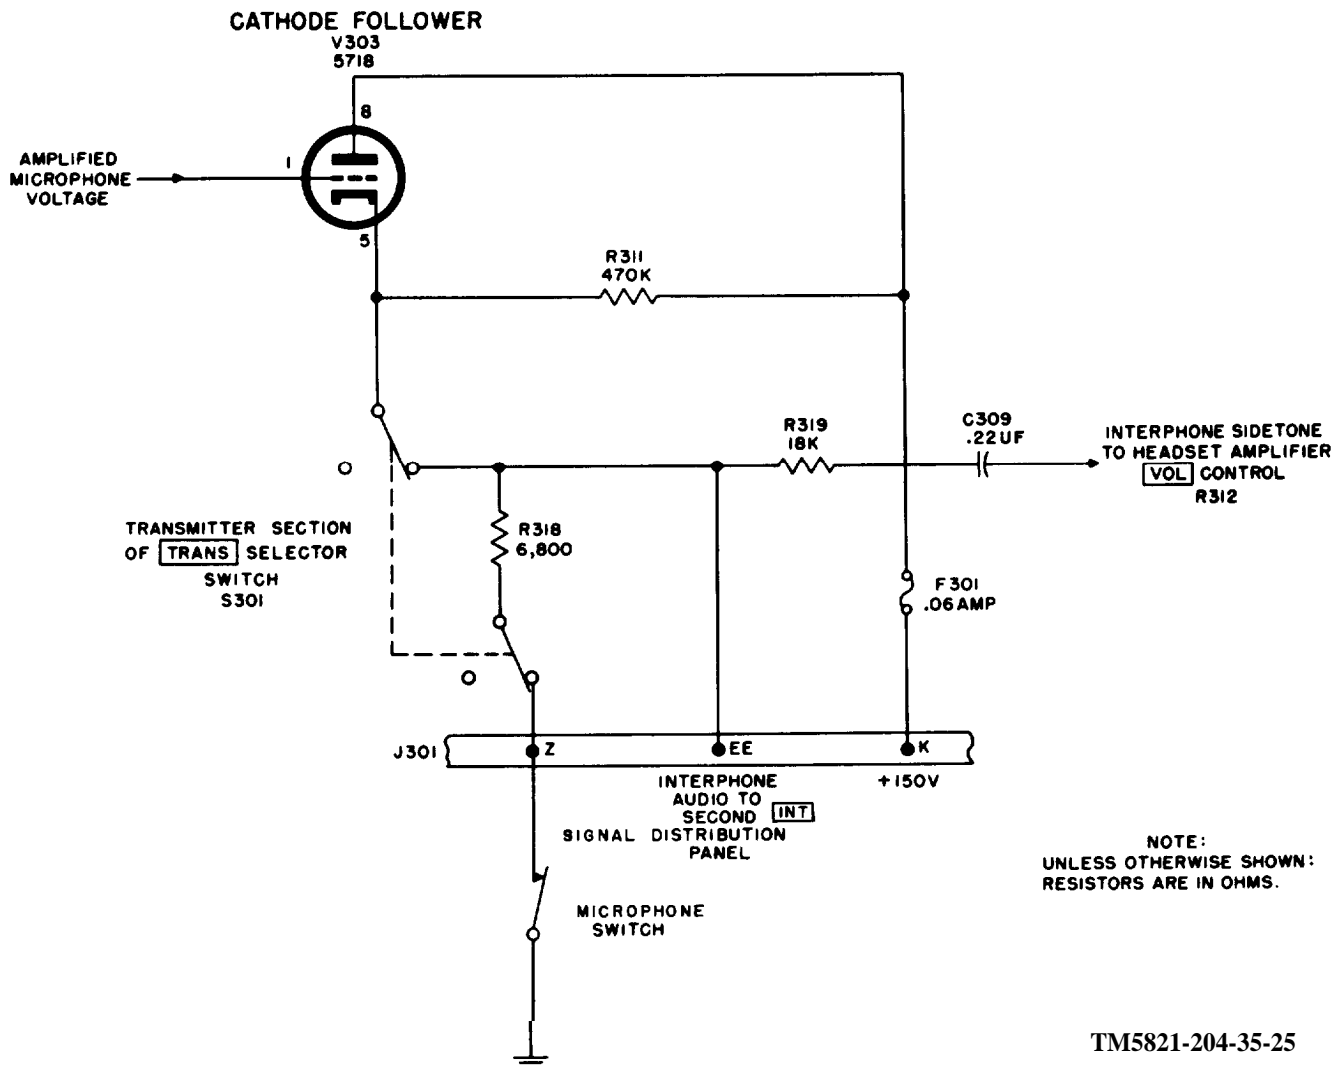 CATHODE FOLLOWER
V303
5718
8
1
AMPLIFIED
MICROPHONE
VOLTAGE
5
R311
470K
R319
18K
C309
.22UF
INTERPHONE SIDETONE
TO HEADSET AMPLIFIER
VOL CONTROL
R312
TRANSMITTER SECTION
OF TRANS SELECTOR
SWITCH
S301
R318
6,800
F301
.06AMP
J301
Z
EE
K
INTERPHONE
AUDIO TO
SECOND INT
SIGNAL DISTRIBUTION
PANEL
+150V
NOTE:
UNLESS OTHERWISE SHOWN:
RESISTORS ARE IN OHMS.
MICROPHONE
SWITCH
TM5821-204-35-25